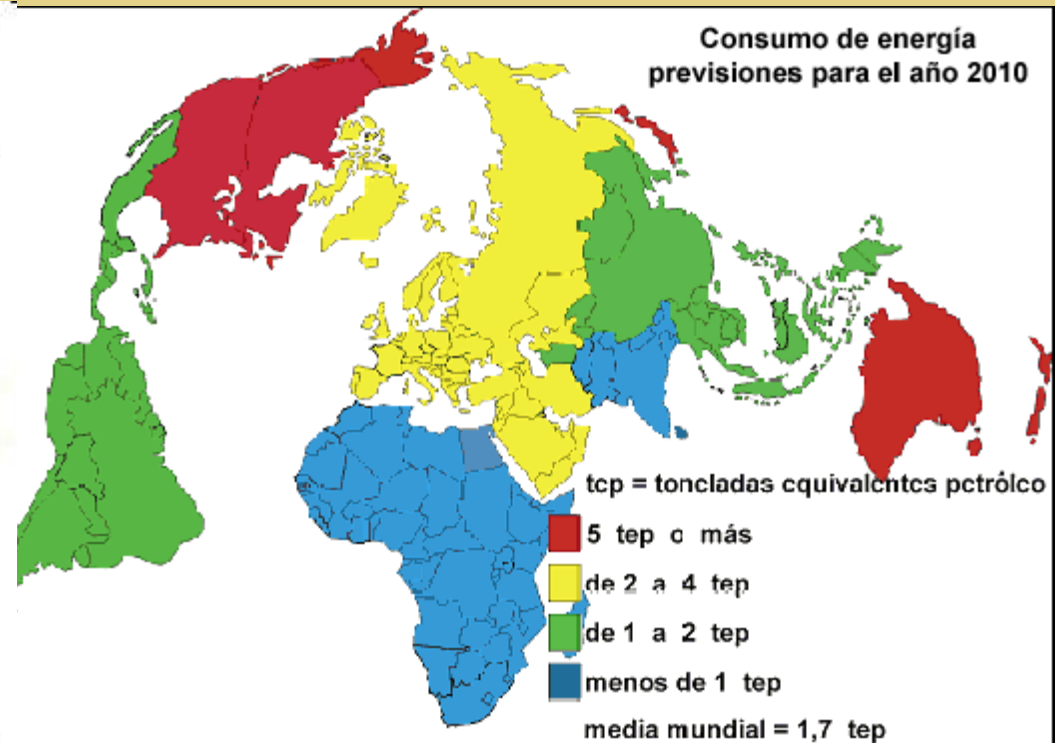 Consumo de energía
previsiones para el año 2010
tep = toneladas equivalentes petróleo
5 tep o más
de 2 a 4 tep
de 1 a 2 tep
menos de 1 tep
media mundial = 1,7 tep